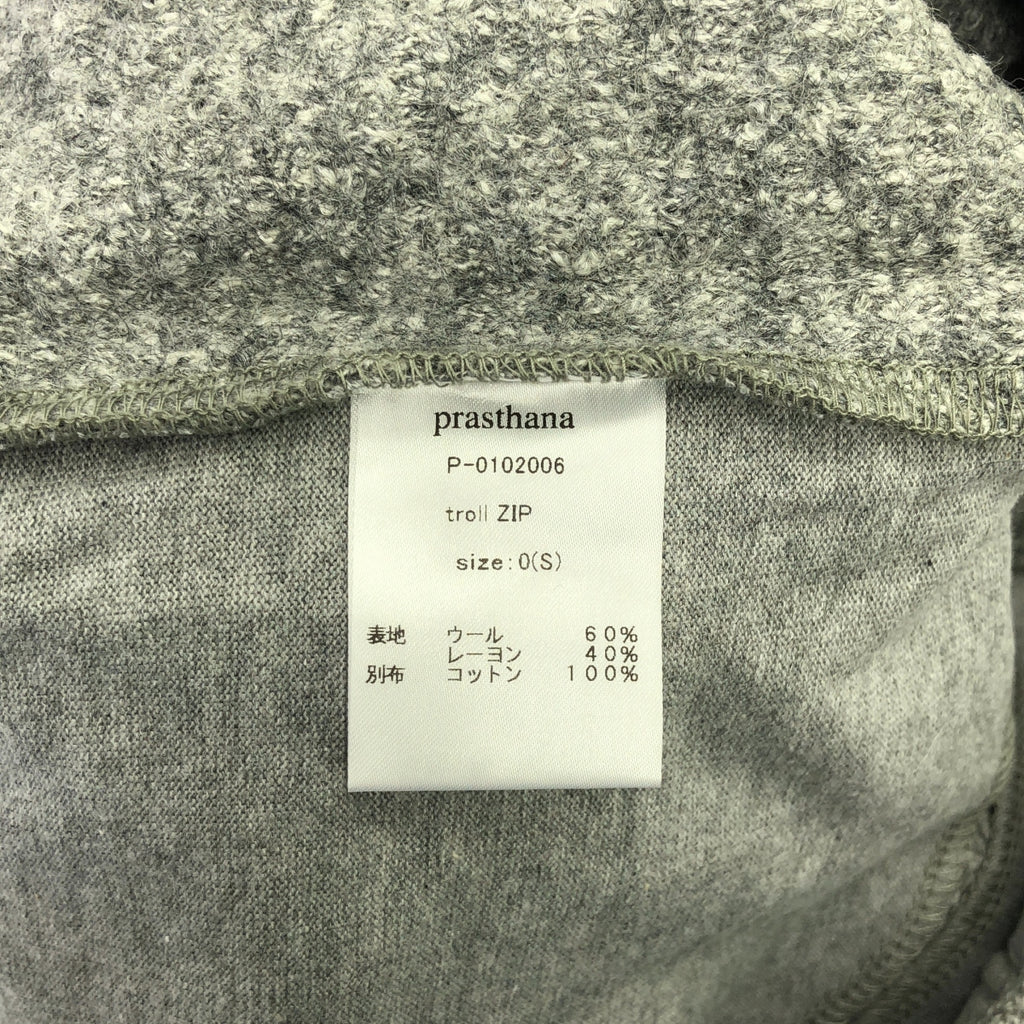 prasthana
P-0102006
troll ZIP
size:0(S)
表地 ウール 60%
レーヨン 40%
別布 コットン 100%